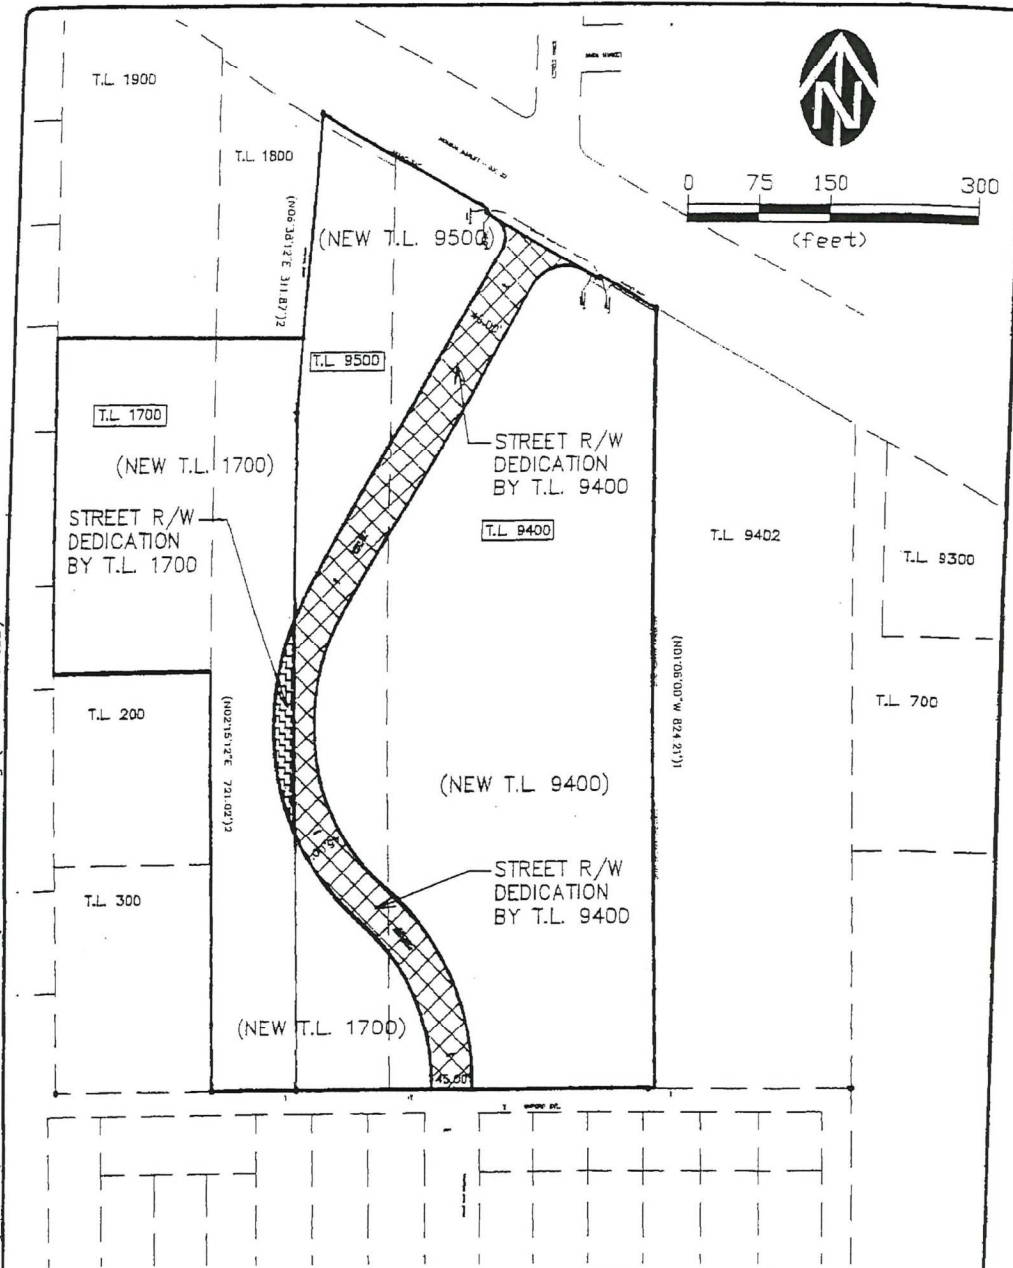 T.L. 1900
N
T.L. 1800
0 75 150 300
(feet)
(N06°38'12"E 311.87')2
(NEW T.L. 9500)
T.L. 9500
T.L. 1700
(NEW T.L. 1700)
STREET R/W
DEDICATION
BY T.L. 9400
STREET R/W
DEDICATION
BY T.L. 1700
T.L. 9400
T.L. 9402
T.L. 9300
(N01°06'00"W 824.21')1
T.L. 200
T.L. 700
(N02°15'12"E 721.02')2
(NEW T.L. 9400)
45.00'
STREET R/W
DEDICATION
BY T.L. 9400
T.L. 300
(NEW T.L. 1700)
45.00'